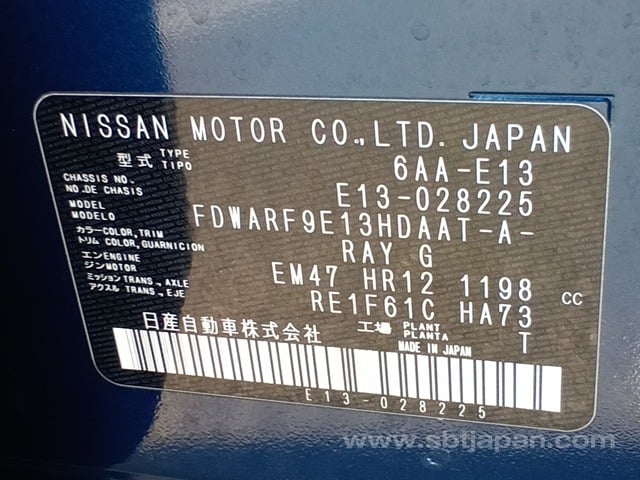 NISSAN MOTOR CO.,LTD. JAPAN
型式 TYPE TIPO 6AA-E13
CHASSIS NO. NO.DE CHASIS E13-028225
MODEL MODELO FDWARF9E13HDAAT-A-
カラーCOLOR,TRIM トリム COLOR,GUARNICION RAY G
エンENGINE ジンMOTOR EM47 HR12 1198 CC
ミッション TRANS.,AXLE アクスル TRANS.,EJE RE1F61C HA73
日産自動車株式会社 工場 PLANT PLANTA T
MADE IN JAPAN
E13-028225
www.sbtjapan.com